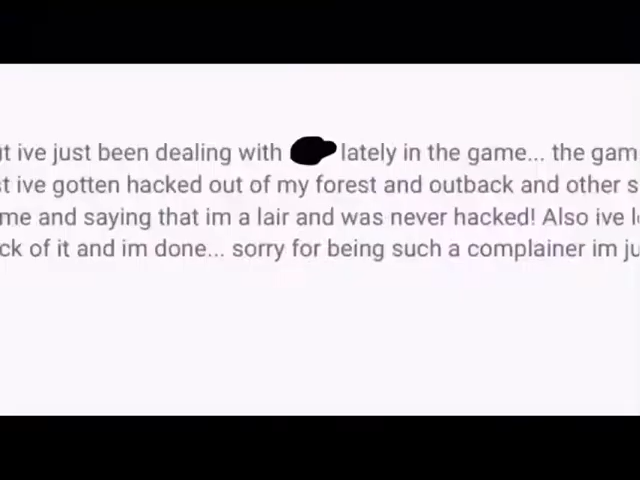 ive just been dealing with lately in the game... the gam
ive gotten hacked out of my forest and outback and other s
me and saying that im a lair and was never hacked! Also ive l
ck of it and im done... sorry for being such a complainer im ju